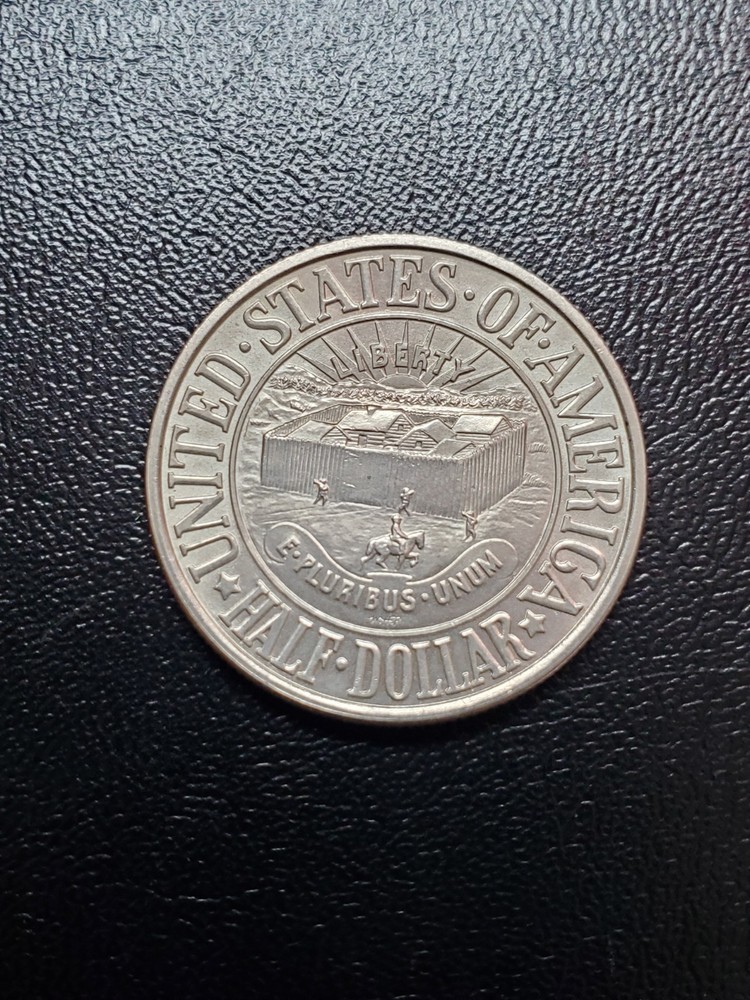 UNITED·STATES·OF·AMERICA
LIBERTY
E·PLURIBUS·UNUM
★HALF·DOLLAR★